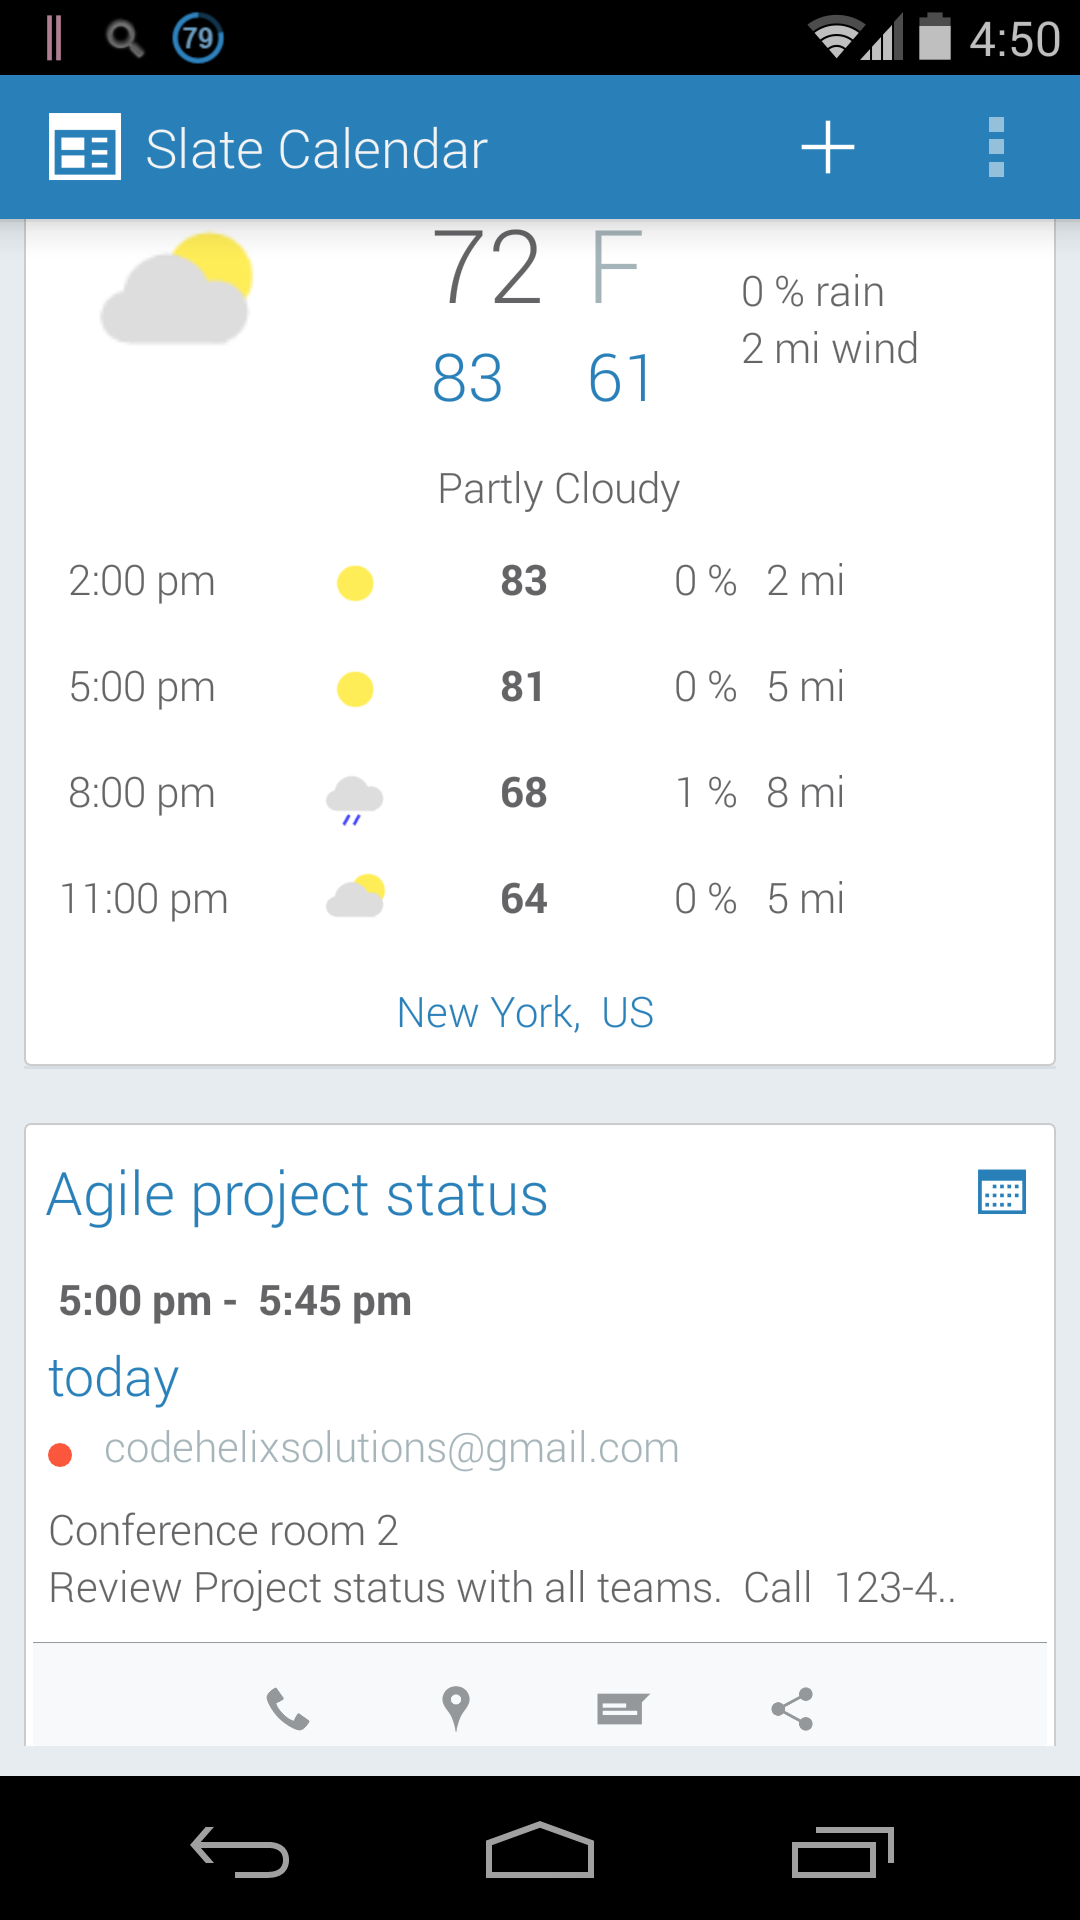 79 4:50
Slate Calendar
72 F
0 % rain
2 mi wind
83 61
Partly Cloudy
2:00 pm 83 0 % 2 mi
5:00 pm 81 0 % 5 mi
8:00 pm 68 1 % 8 mi
11:00 pm 64 0 % 5 mi
New York, US
Agile project status
5:00 pm - 5:45 pm
today
codehelixsolutions@gmail.com
Conference room 2
Review Project status with all teams. Call 123-4..